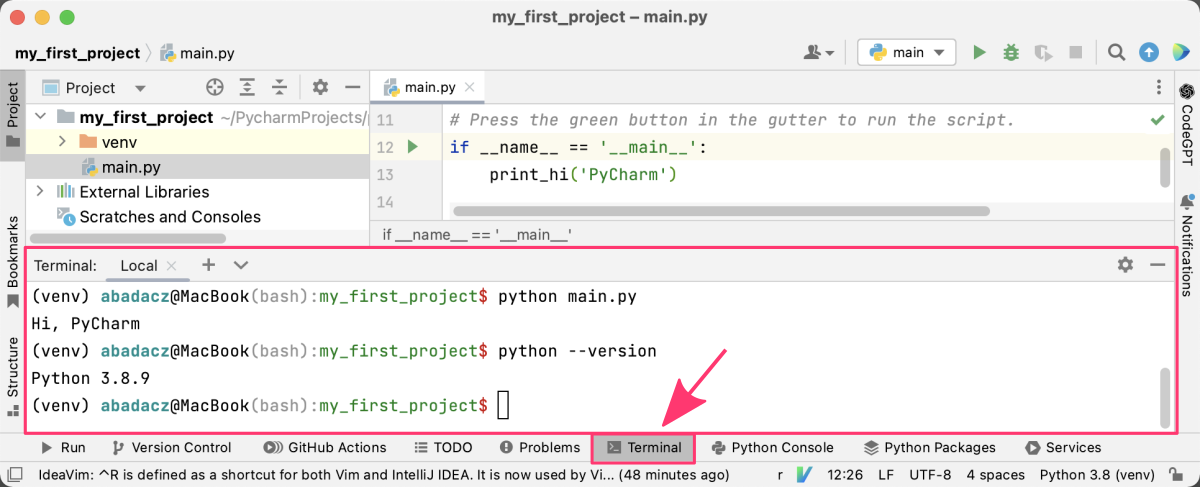 my_first_project – main.py
my_first_project main.py main
Project
Project main.py
my_first_project ~/PycharmProjects/
venv
main.py
External Libraries
Scratches and Consoles
11 # Press the green button in the gutter to run the script.
12 if __name__ == '__main__':
13 print_hi('PyCharm')
14
if __name__ == '__main__'
CodeGPT
Notifications
Bookmarks
Structure
Terminal: Local
(venv) abadacz@MacBook(bash):my_first_project$ python main.py
Hi, PyCharm
(venv) abadacz@MacBook(bash):my_first_project$ python --version
Python 3.8.9
(venv) abadacz@MacBook(bash):my_first_project$
Run Version Control GitHub Actions TODO Problems Terminal Python Console Python Packages Services
IdeaVim: ^R is defined as a shortcut for both Vim and IntelliJ IDEA. It is now used by Vi... (48 minutes ago) r 12:26 LF UTF-8 4 spaces Python 3.8 (venv)